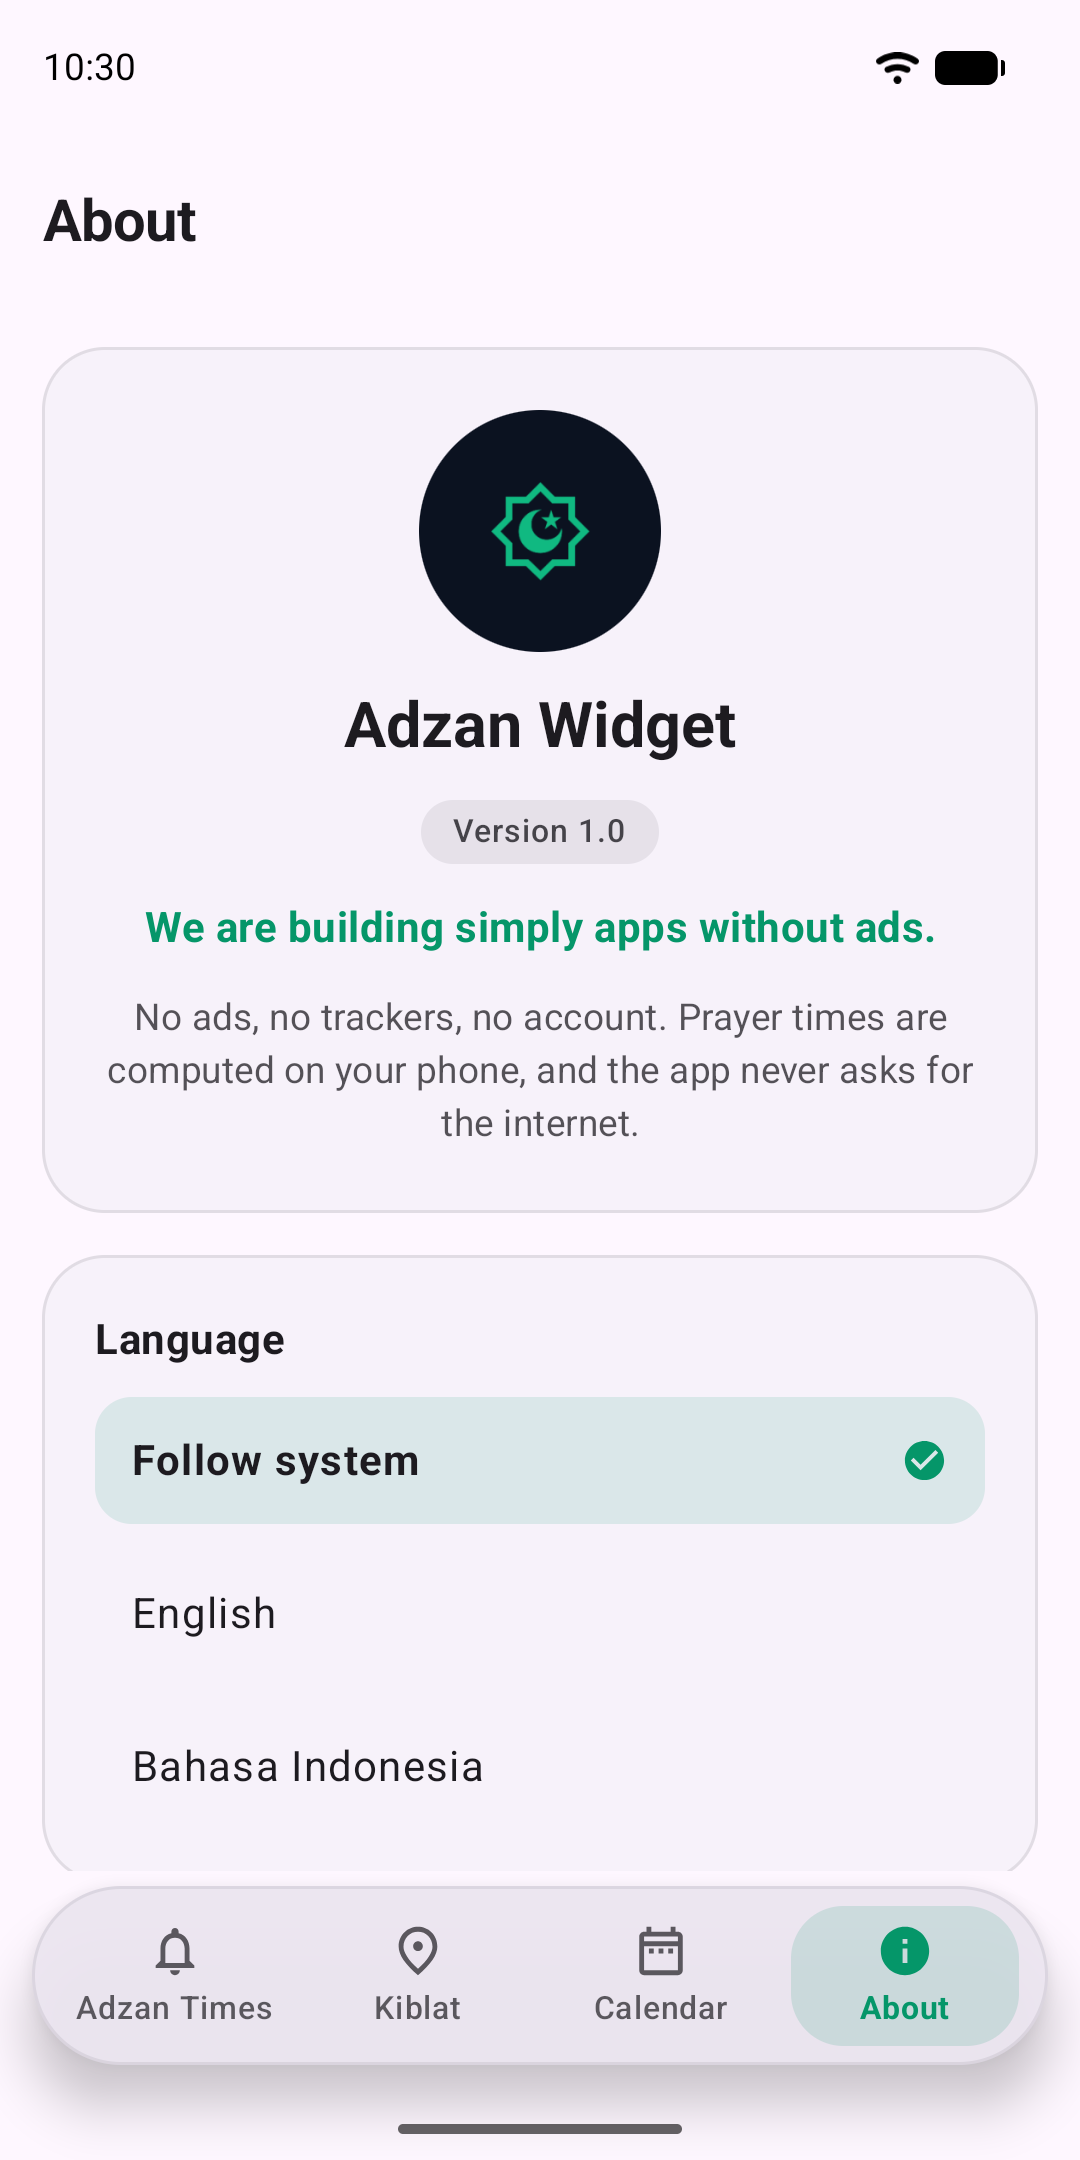 10:30
About
Adzan Widget
Version 1.0
We are building simply apps without ads.
No ads, no trackers, no account. Prayer times are
computed on your phone, and the app never asks for
the internet.
Language
Follow system
English
Bahasa Indonesia
Adzan Times
Kiblat
Calendar
About